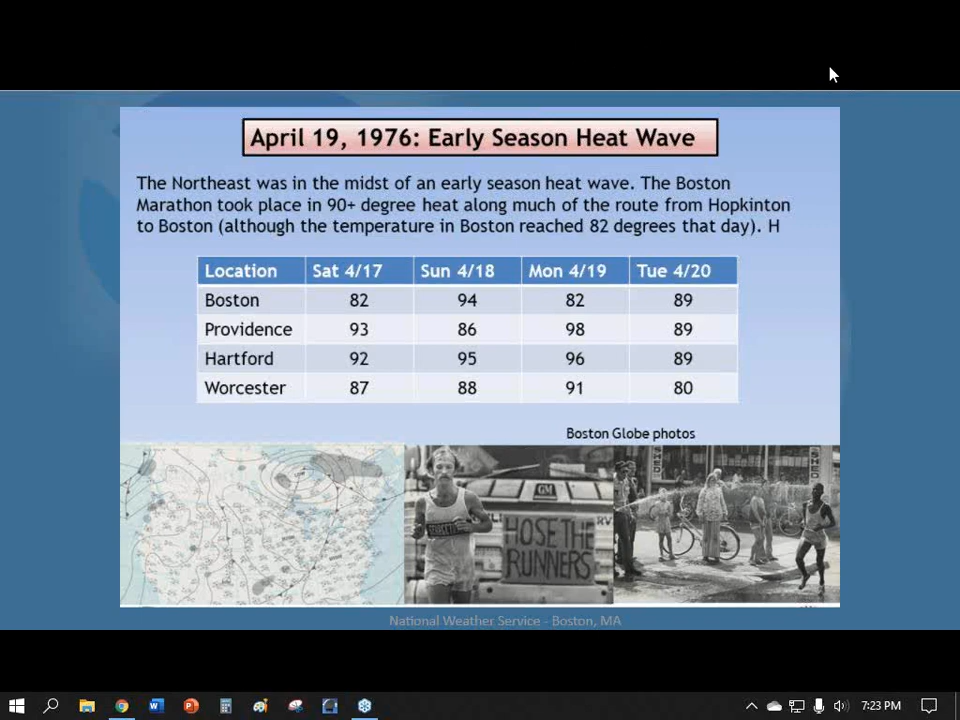 April 19, 1976: Early Season Heat Wave
The Northeast was in the midst of an early season heat wave. The Boston
Marathon took place in 90+ degree heat along much of the route from Hopkinton
to Boston (although the temperature in Boston reached 82 degrees that day). H
Location Sat 4/17 Sun 4/18 Mon 4/19 Tue 4/20
Boston 82 94 82 89
Providence 93 86 98 89
Hartford 92 95 96 89
Worcester 87 88 91 80
Boston Globe photos
GM
HOSE THE
RUNNERS
National Weather Service - Boston, MA
7:23 PM